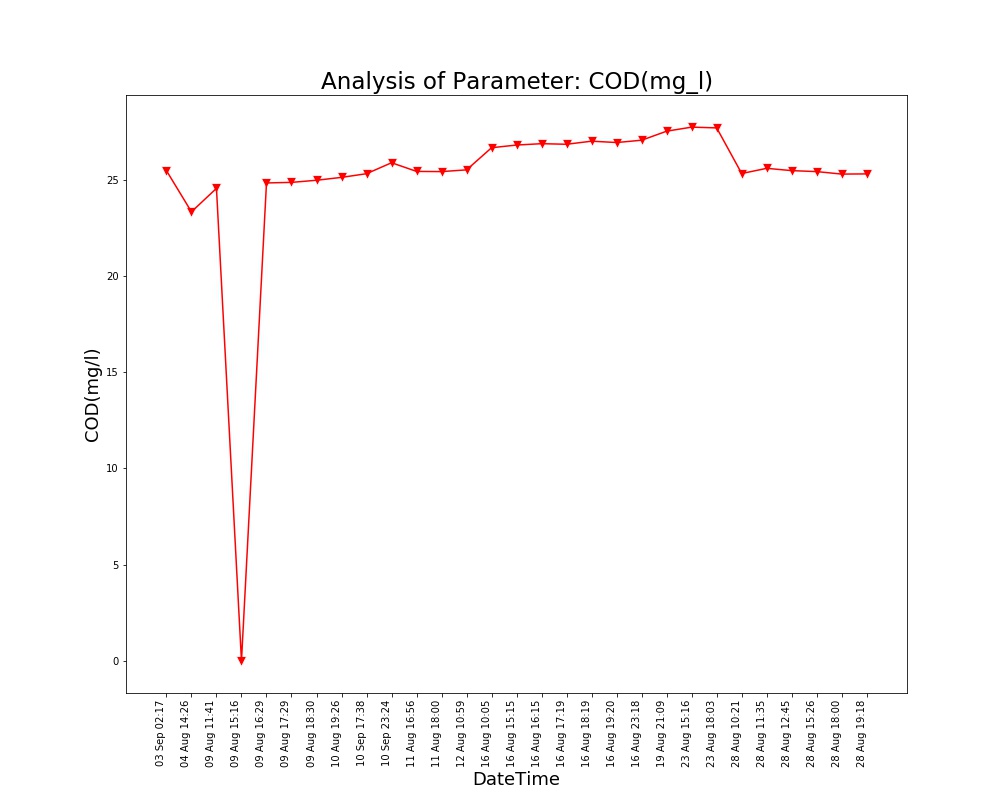 Analysis of Parameter: COD(mg_l)
COD(mg/l)
25
20
15
10
5
0
03 Sep 02:17
04 Aug 14:26
09 Aug 11:41
09 Aug 15:16
09 Aug 16:29
09 Aug 17:29
09 Aug 18:30
10 Aug 19:26
10 Sep 17:38
10 Sep 23:24
11 Aug 16:56
11 Aug 18:00
12 Aug 10:59
16 Aug 10:05
16 Aug 15:15
16 Aug 16:15
16 Aug 17:19
16 Aug 18:19
16 Aug 19:20
16 Aug 23:18
19 Aug 21:09
23 Aug 15:16
23 Aug 18:03
28 Aug 10:21
28 Aug 11:35
28 Aug 12:45
28 Aug 15:26
28 Aug 18:00
28 Aug 19:18
DateTime